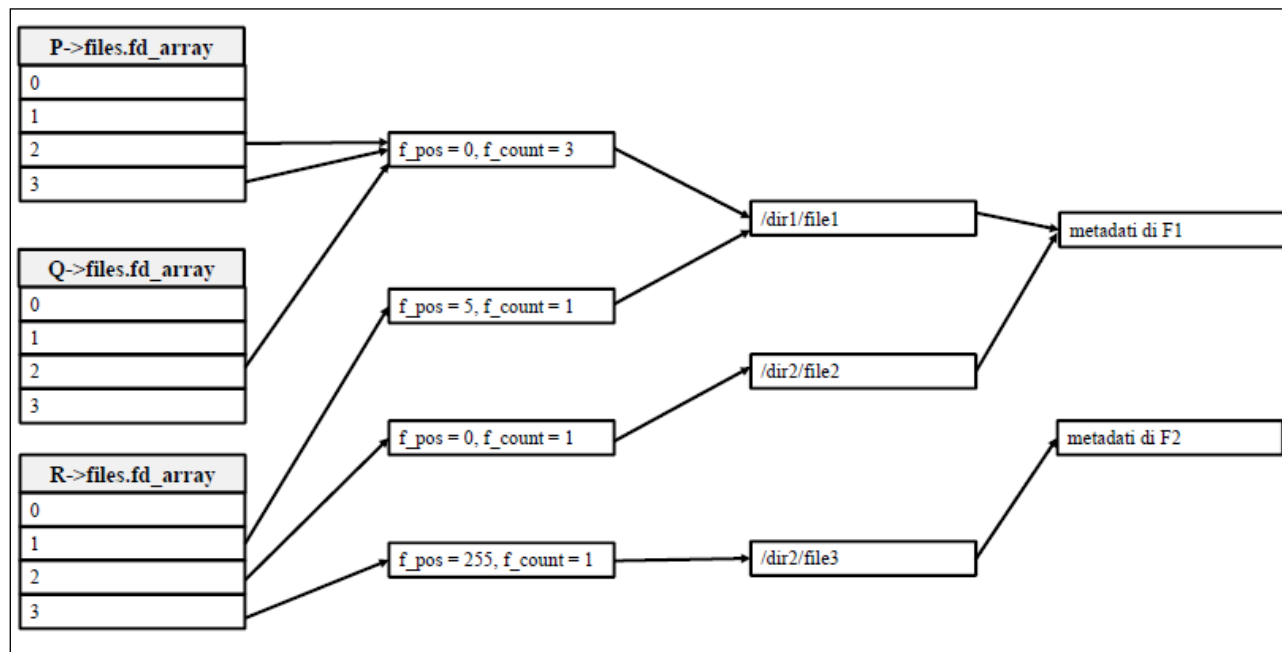 P->files.fd_array
0
1
2
3
Q->files.fd_array
0
1
2
3
R->files.fd_array
0
1
2
3
f_pos = 0, f_count = 3
f_pos = 5, f_count = 1
f_pos = 0, f_count = 1
f_pos = 255, f_count = 1
/dir1/file1
/dir2/file2
/dir2/file3
metadati di F1
metadati di F2